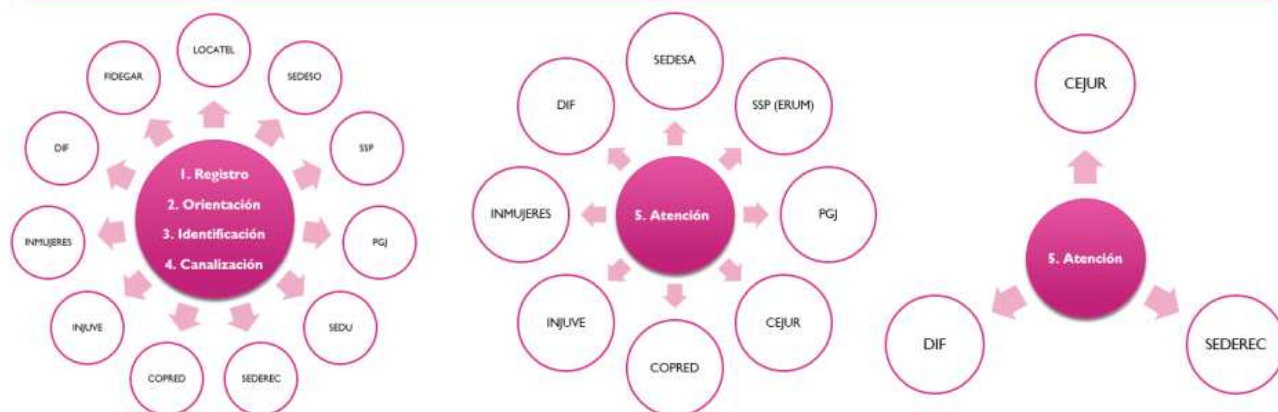 LOCATEL
SEDESO
SSP
PGJ
SEDU
SEDEREC
COPRED
INJUVE
INMUJERES
DIF
FIDEGAR
1. Registro
2. Orientación
3. Identificación
4. Canalización
SEDESA
SSP (ERUM)
PGJ
CEJUR
COPRED
INJUVE
INMUJERES
DIF
5. Atención
CEJUR
5. Atención
DIF
SEDEREC